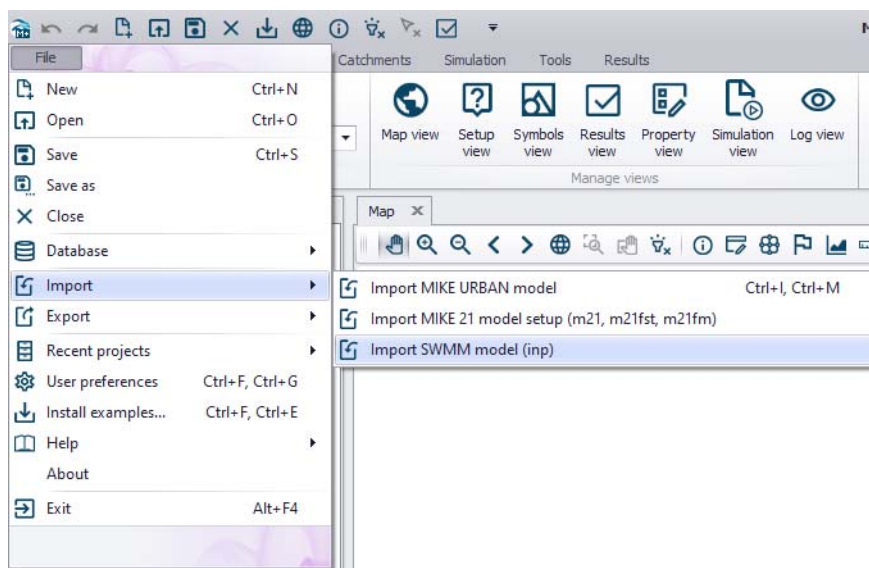 M
File
Catchments Simulation Tools Results
New Ctrl+N
Open Ctrl+O
Save Ctrl+S
Save as
Close
Database
Import
Export
Recent projects
User preferences Ctrl+F, Ctrl+G
Install examples... Ctrl+F, Ctrl+E
Help
About
Exit Alt+F4
Map view
Setup view
Symbols view
Results view
Property view
Simulation view
Log view
Manage views
Map
Import MIKE URBAN model Ctrl+I, Ctrl+M
Import MIKE 21 model setup (m21, m21fst, m21fm)
Import SWMM model (inp)